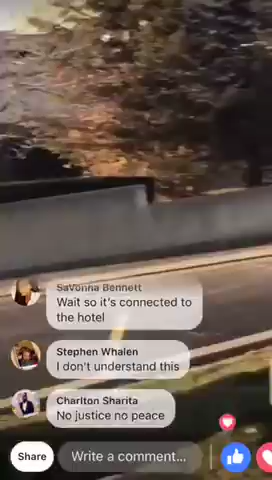 Savonna Bennett
Wait so it's connected to
the hotel
Stephen Whalen
I don't understand this
Charlton Sharita
No justice no peace
Share
Write a comment...